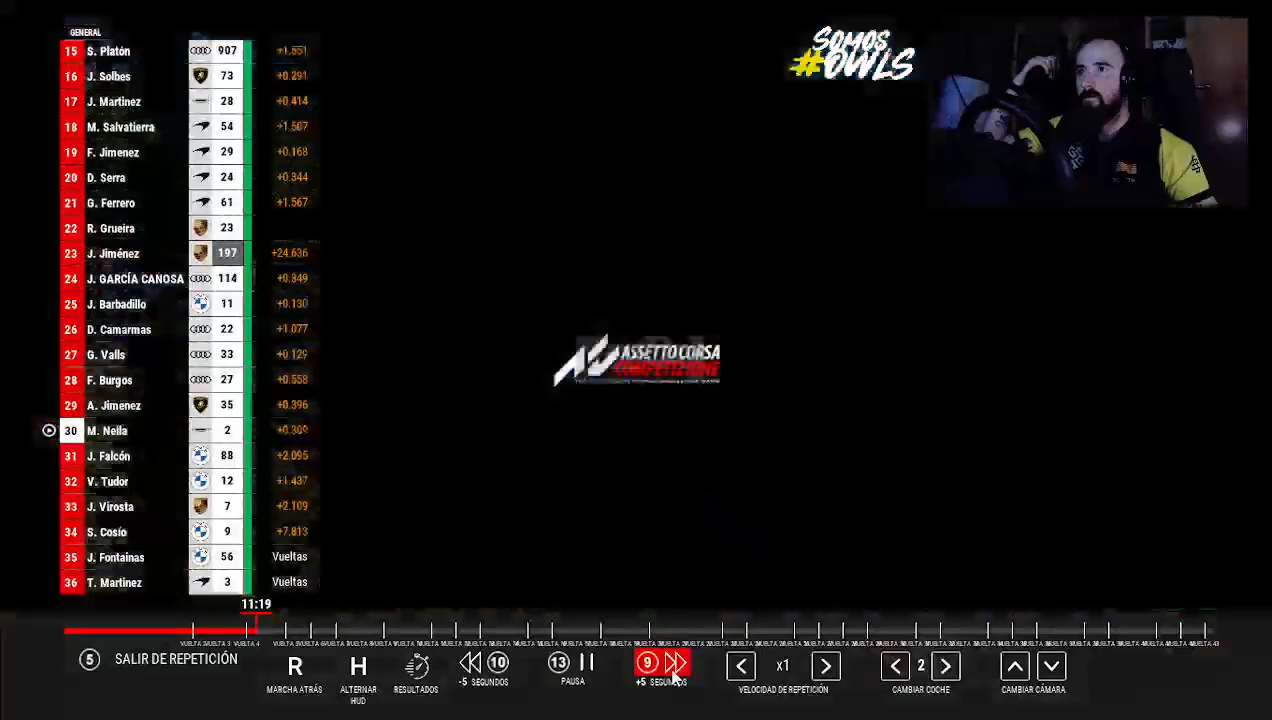 GENERAL
15 S. Platón 907 +1.551
16 J. Solbes 73 +0.291
17 J. Martinez 28 +0.414
18 M. Salvatierra 54 +1.507
19 F. Jimenez 29 +0.168
20 D. Serra 24 +0.844
21 G. Ferrero 61 +1.567
22 R. Grueira 23
23 J. Jiménez 197 +24.636
24 J. GARCÍA CANOSA 114 +0.849
25 J. Barbadillo 11 +0.130
26 D. Camarmas 22 +1.077
27 G. Valls 33 +0.129
28 F. Burgos 27 +0.558
29 A. Jimenez 35 +0.396
30 M. Neila 2 +0.309
31 J. Falcón 88 +2.095
32 V. Tudor 12 +1.437
33 J. Virosta 7 +2.109
34 S. Cosío 9 +7.813
35 J. Fontainas 56 Vueltas
36 T. Martinez 3 Vueltas
SOMOS
#OWLS
ASSETTO CORSA
COMPETIZIONE
11:19
5 SALIR DE REPETICIÓN
R
MARCHA ATRÁS
H
ALTERNAR
HUD
RESULTADOS
10
-5 SEGUNDOS
13
PAUSA
9
+5 SEGUNDOS
< x1 >
VELOCIDAD DE REPETICIÓN
< 2 >
CAMBIAR COCHE
CAMBIAR CÁMARA